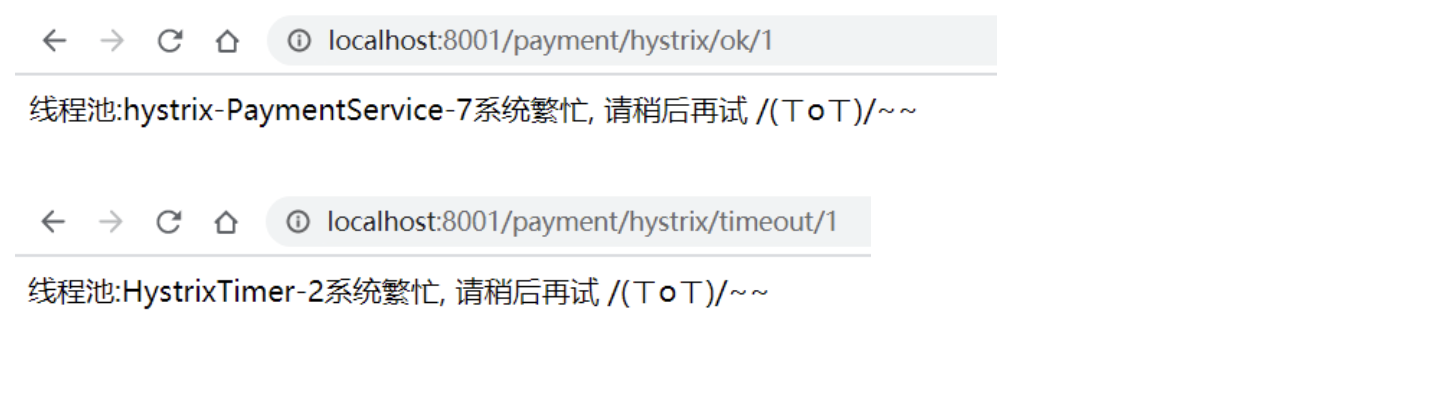 localhost:8001/payment/hystrix/ok/1
线程池:hystrix-PaymentService-7系统繁忙, 请稍后再试 /(ㄒoㄒ)/~~
localhost:8001/payment/hystrix/timeout/1
线程池:HystrixTimer-2系统繁忙, 请稍后再试 /(ㄒoㄒ)/~~